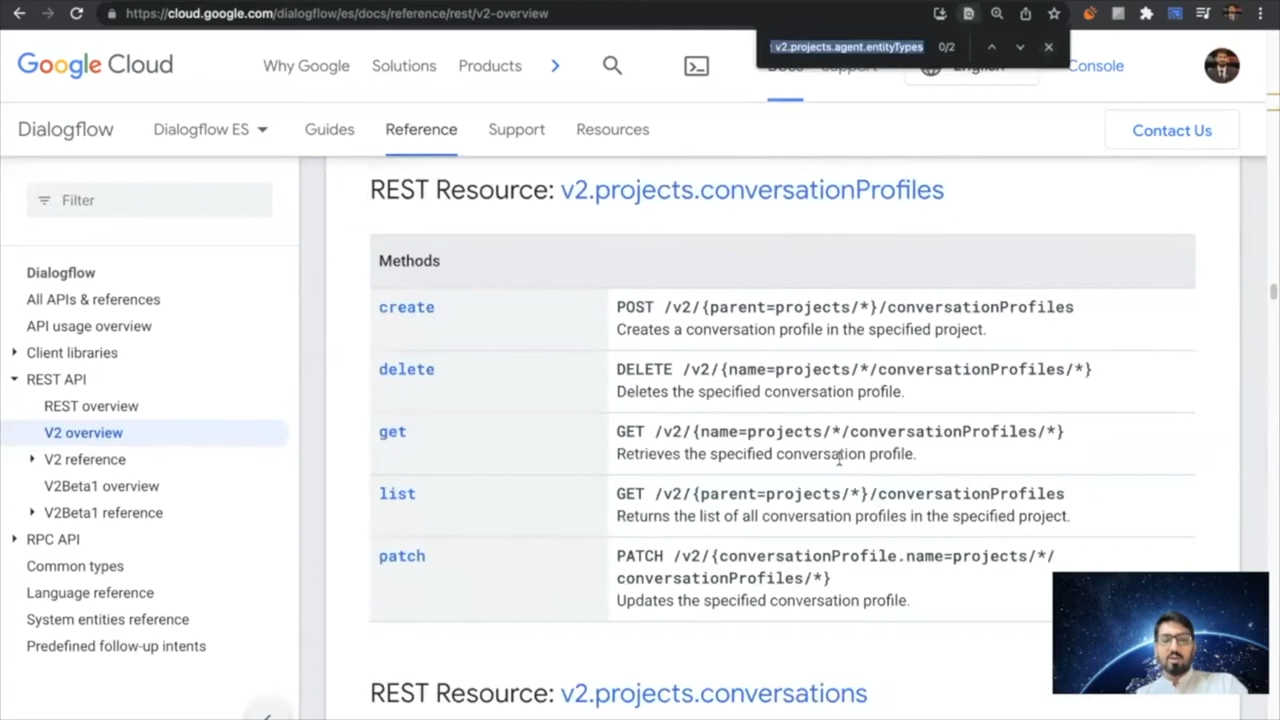 https://cloud.google.com/dialogflow/es/docs/reference/rest/v2-overview
v2.projects.agent.entityTypes 0/2
Google Cloud
Why Google
Solutions
Products
Docs
Support
English
Console
Dialogflow
Dialogflow ES
Guides
Reference
Support
Resources
Contact Us
Filter
Dialogflow
All APIs & references
API usage overview
Client libraries
REST API
REST overview
V2 overview
V2 reference
V2Beta1 overview
V2Beta1 reference
RPC API
Common types
Language reference
System entities reference
Predefined follow-up intents
REST Resource: v2.projects.conversationProfiles
Methods
create
POST /v2/{parent=projects/*}/conversationProfiles
Creates a conversation profile in the specified project.
delete
DELETE /v2/{name=projects/*/conversationProfiles/*}
Deletes the specified conversation profile.
get
GET /v2/{name=projects/*/conversationProfiles/*}
Retrieves the specified conversation profile.
list
GET /v2/{parent=projects/*}/conversationProfiles
Returns the list of all conversation profiles in the specified project.
patch
PATCH /v2/{conversationProfile.name=projects/*/
conversationProfiles/*}
Updates the specified conversation profile.
REST Resource: v2.projects.conversations